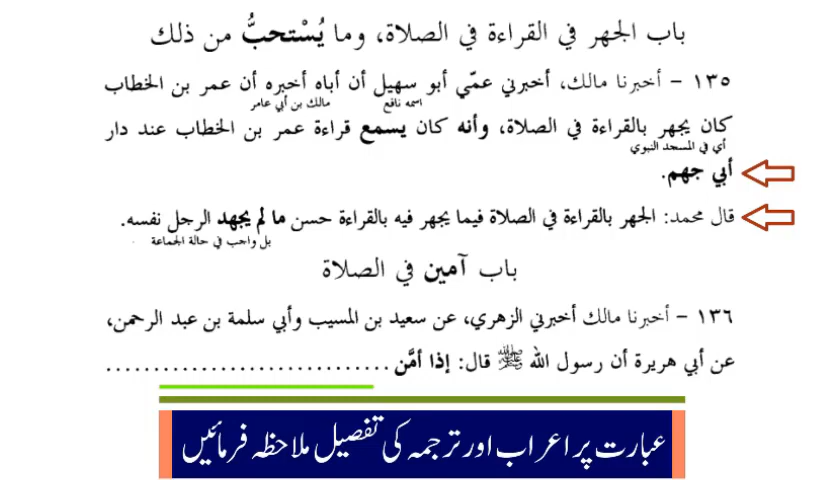 باب الجهر في القراءة في الصلاة، وما يُسْتحبُّ من ذلك
١٣٥ - أخبرنا مالك، أخبرني عمّي أبو سهيل أن أباه أخبره أن عمر بن الخطاب
اسمه نافع مالك بن أبي عامر
كان يجهر بالقراءة في الصلاة، وأنه كان يسمع قراءة عمر بن الخطاب عند دار
أي في المسجد النبوي
أبي جهم.
قال محمد: الجهر بالقراءة في الصلاة فيما يجهر فيه بالقراءة حسن ما لم يجهد الرجل نفسه.
بل واجب في حالة الجماعة
باب آمين في الصلاة
١٣٦ - أخبرنا مالك أخبرني الزهري، عن سعيد بن المسيب وأبي سلمة بن عبد الرحمن،
عن أبي هريرة أن رسول الله ﷺ قال: إذا أمَّن ..............................
عبارت پر اعراب اور ترجمہ کی تفصیل ملاحظہ فرمائیں